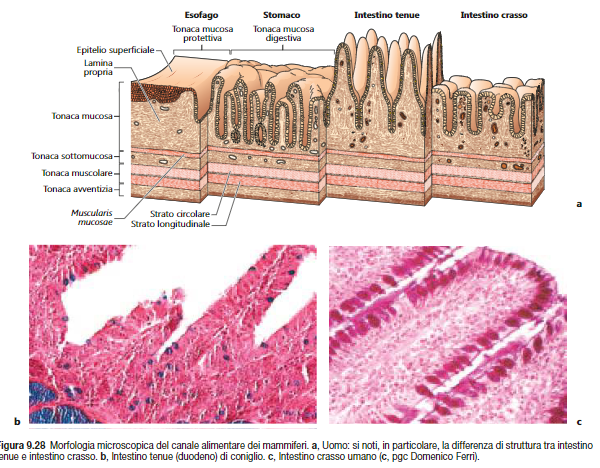 Esofago
Tonaca mucosa
protettiva
Stomaco
Tonaca mucosa
digestiva
Intestino tenue
Intestino crasso
Epitelio superficiale
Lamina
propria
Tonaca mucosa
Tonaca sottomucosa
Tonaca muscolare
Tonaca avventizia
Muscularis
mucosae
Strato circolare
Strato longitudinale
a
b
c
Figura 9.28 Morfologia microscopica del canale alimentare dei mammiferi. a, Uomo: si noti, in particolare, la differenza di struttura tra intestino
tenue e intestino crasso. b, Intestino tenue (duodeno) di coniglio. c, Intestino crasso umano (c, pgc Domenico Ferri).